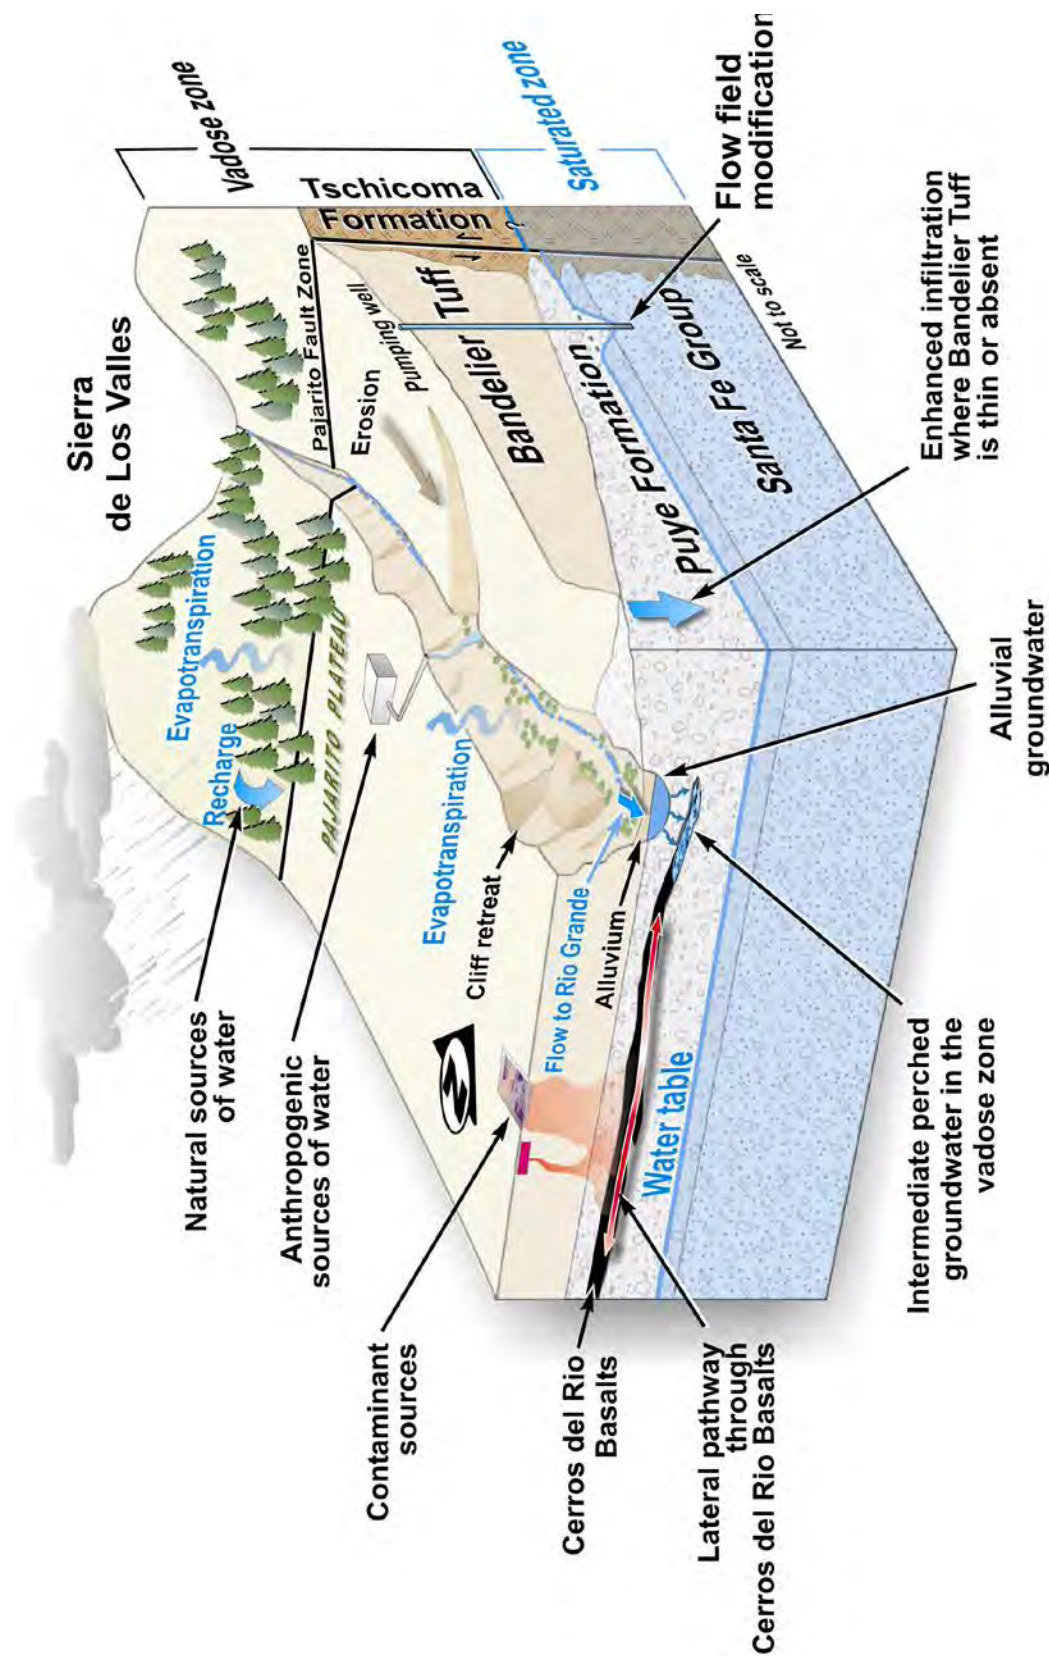 Sierra
de Los Valles
Vadose zone
Saturated zone
Tschicoma
Formation
?
Pajarito Fault Zone
Evapotranspiration
Recharge
PAJARITO PLATEAU
Erosion
Pumping well
Bandelier Tuff
Puye Formation
Santa Fe Group
Not to scale
Natural sources
of water
Anthropogenic
sources of water
Evapotranspiration
Cliff retreat
N
Flow to Rio Grande
Alluvium
Water table
Contaminant
sources
Cerros del Rio
Basalts
Lateral pathway
through
Cerros del Rio Basalts
Intermediate perched
groundwater in the
vadose zone
Alluvial
groundwater
Enhanced infiltration
where Bandelier Tuff
is thin or absent
Flow field
modification